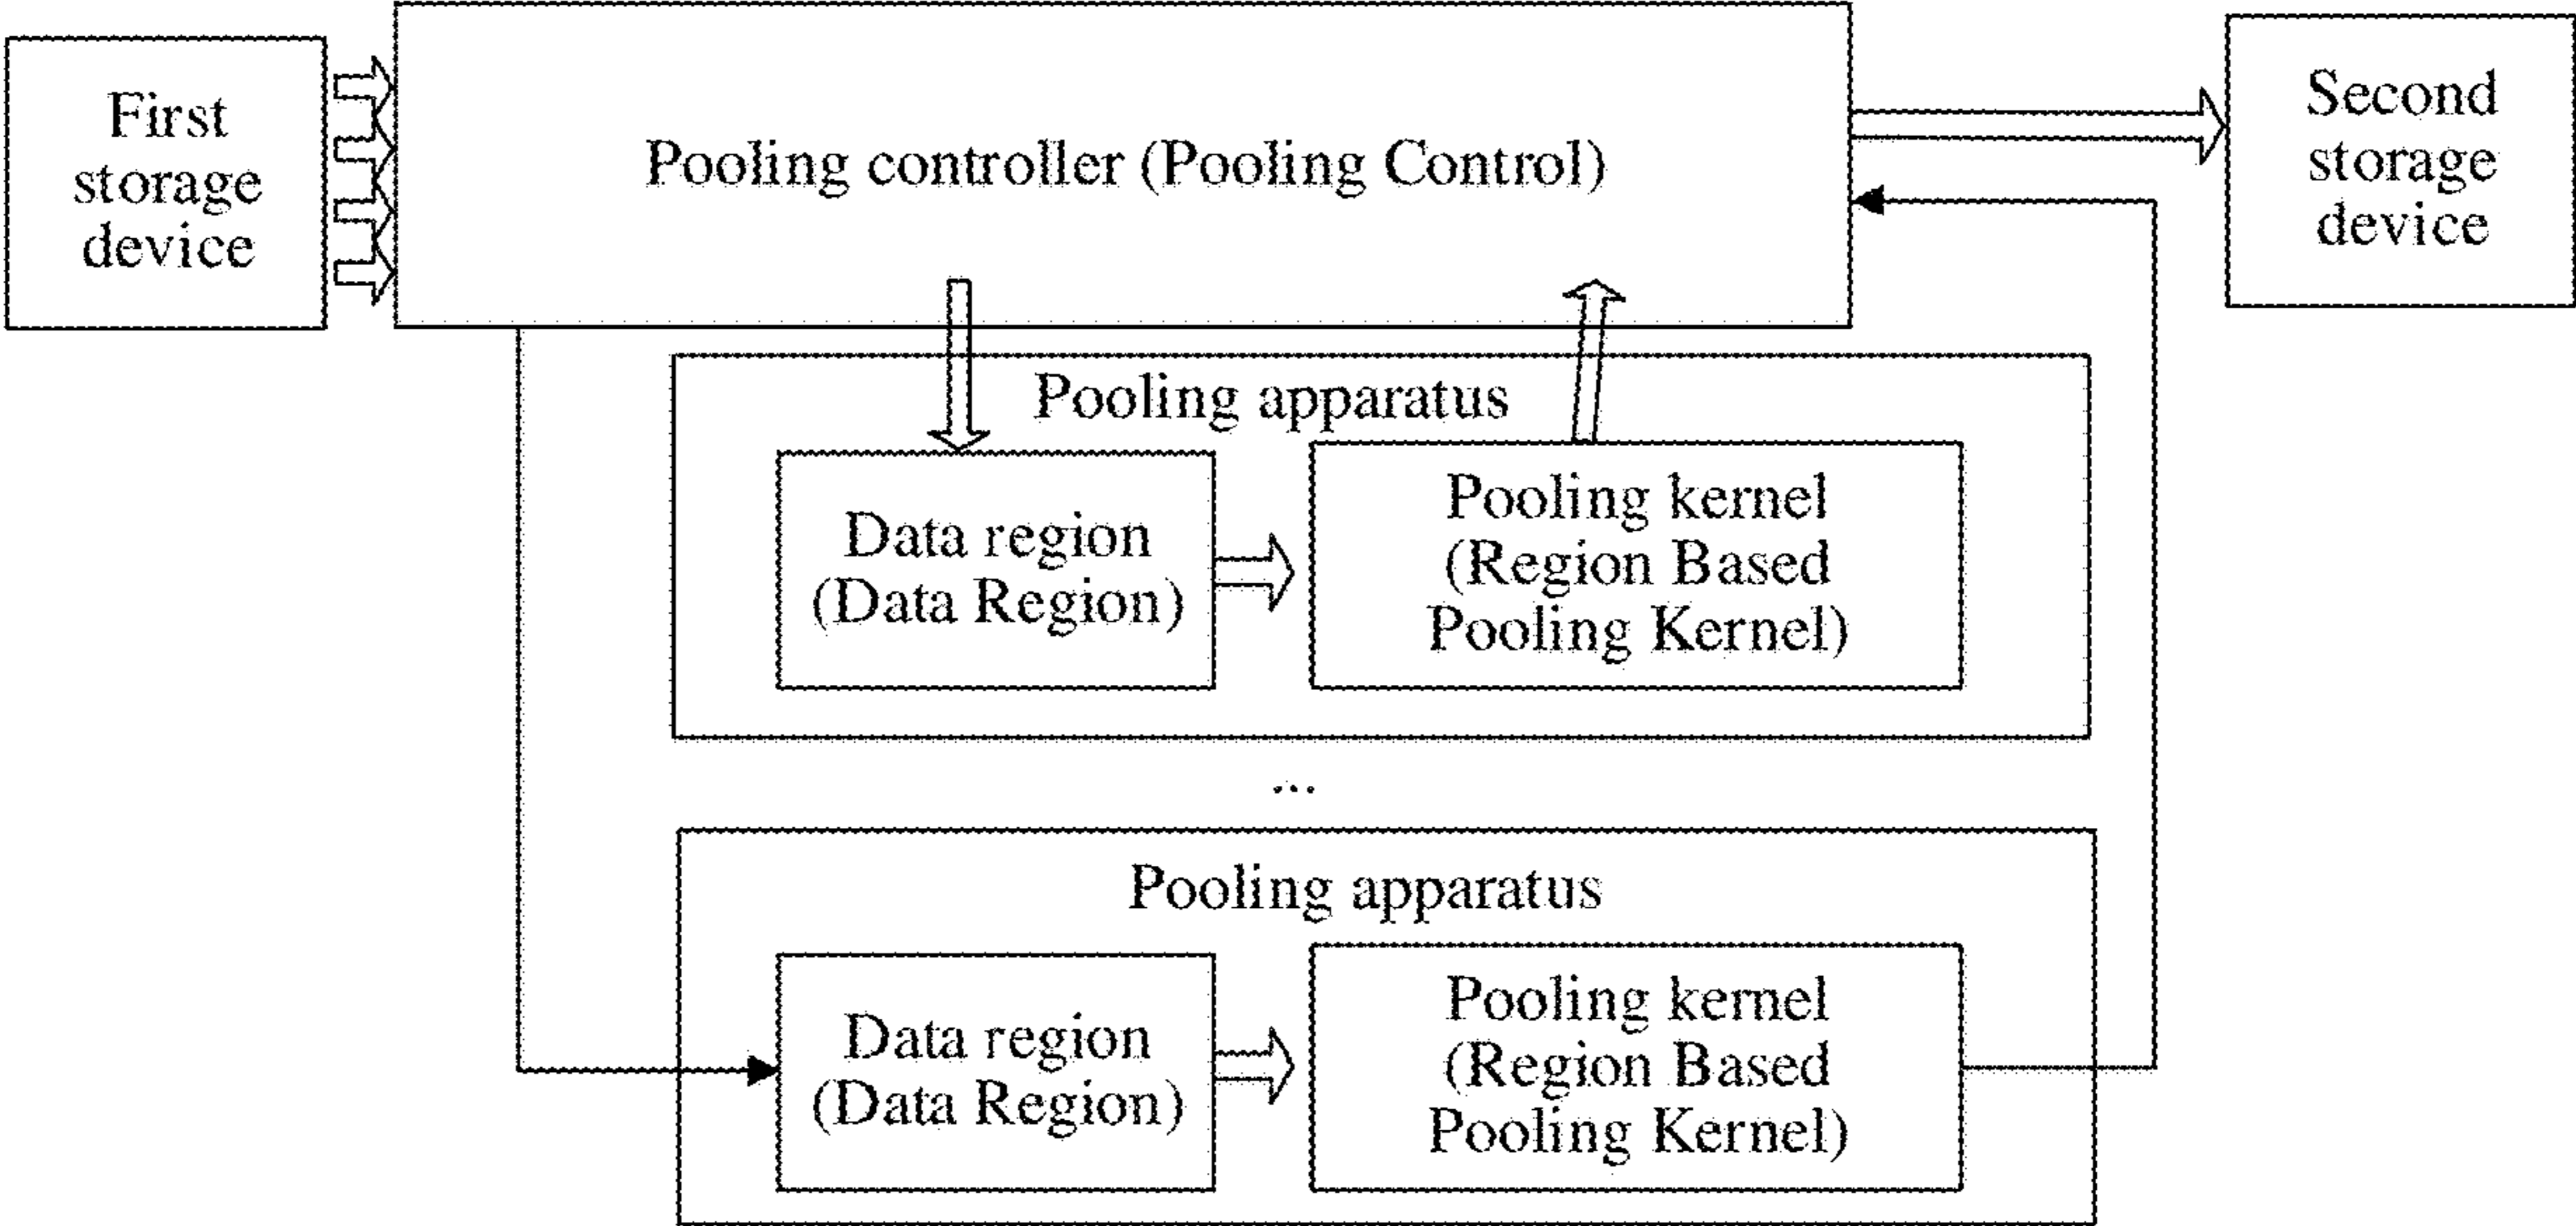 First
storage
device
Pooling controller (Pooling Control)
Second
storage
device
Pooling apparatus
Data region
(Data Region)
Pooling kernel
(Region Based
Pooling Kernel)
...
Pooling apparatus
Data region
(Data Region)
Pooling kernel
(Region Based
Pooling Kernel)